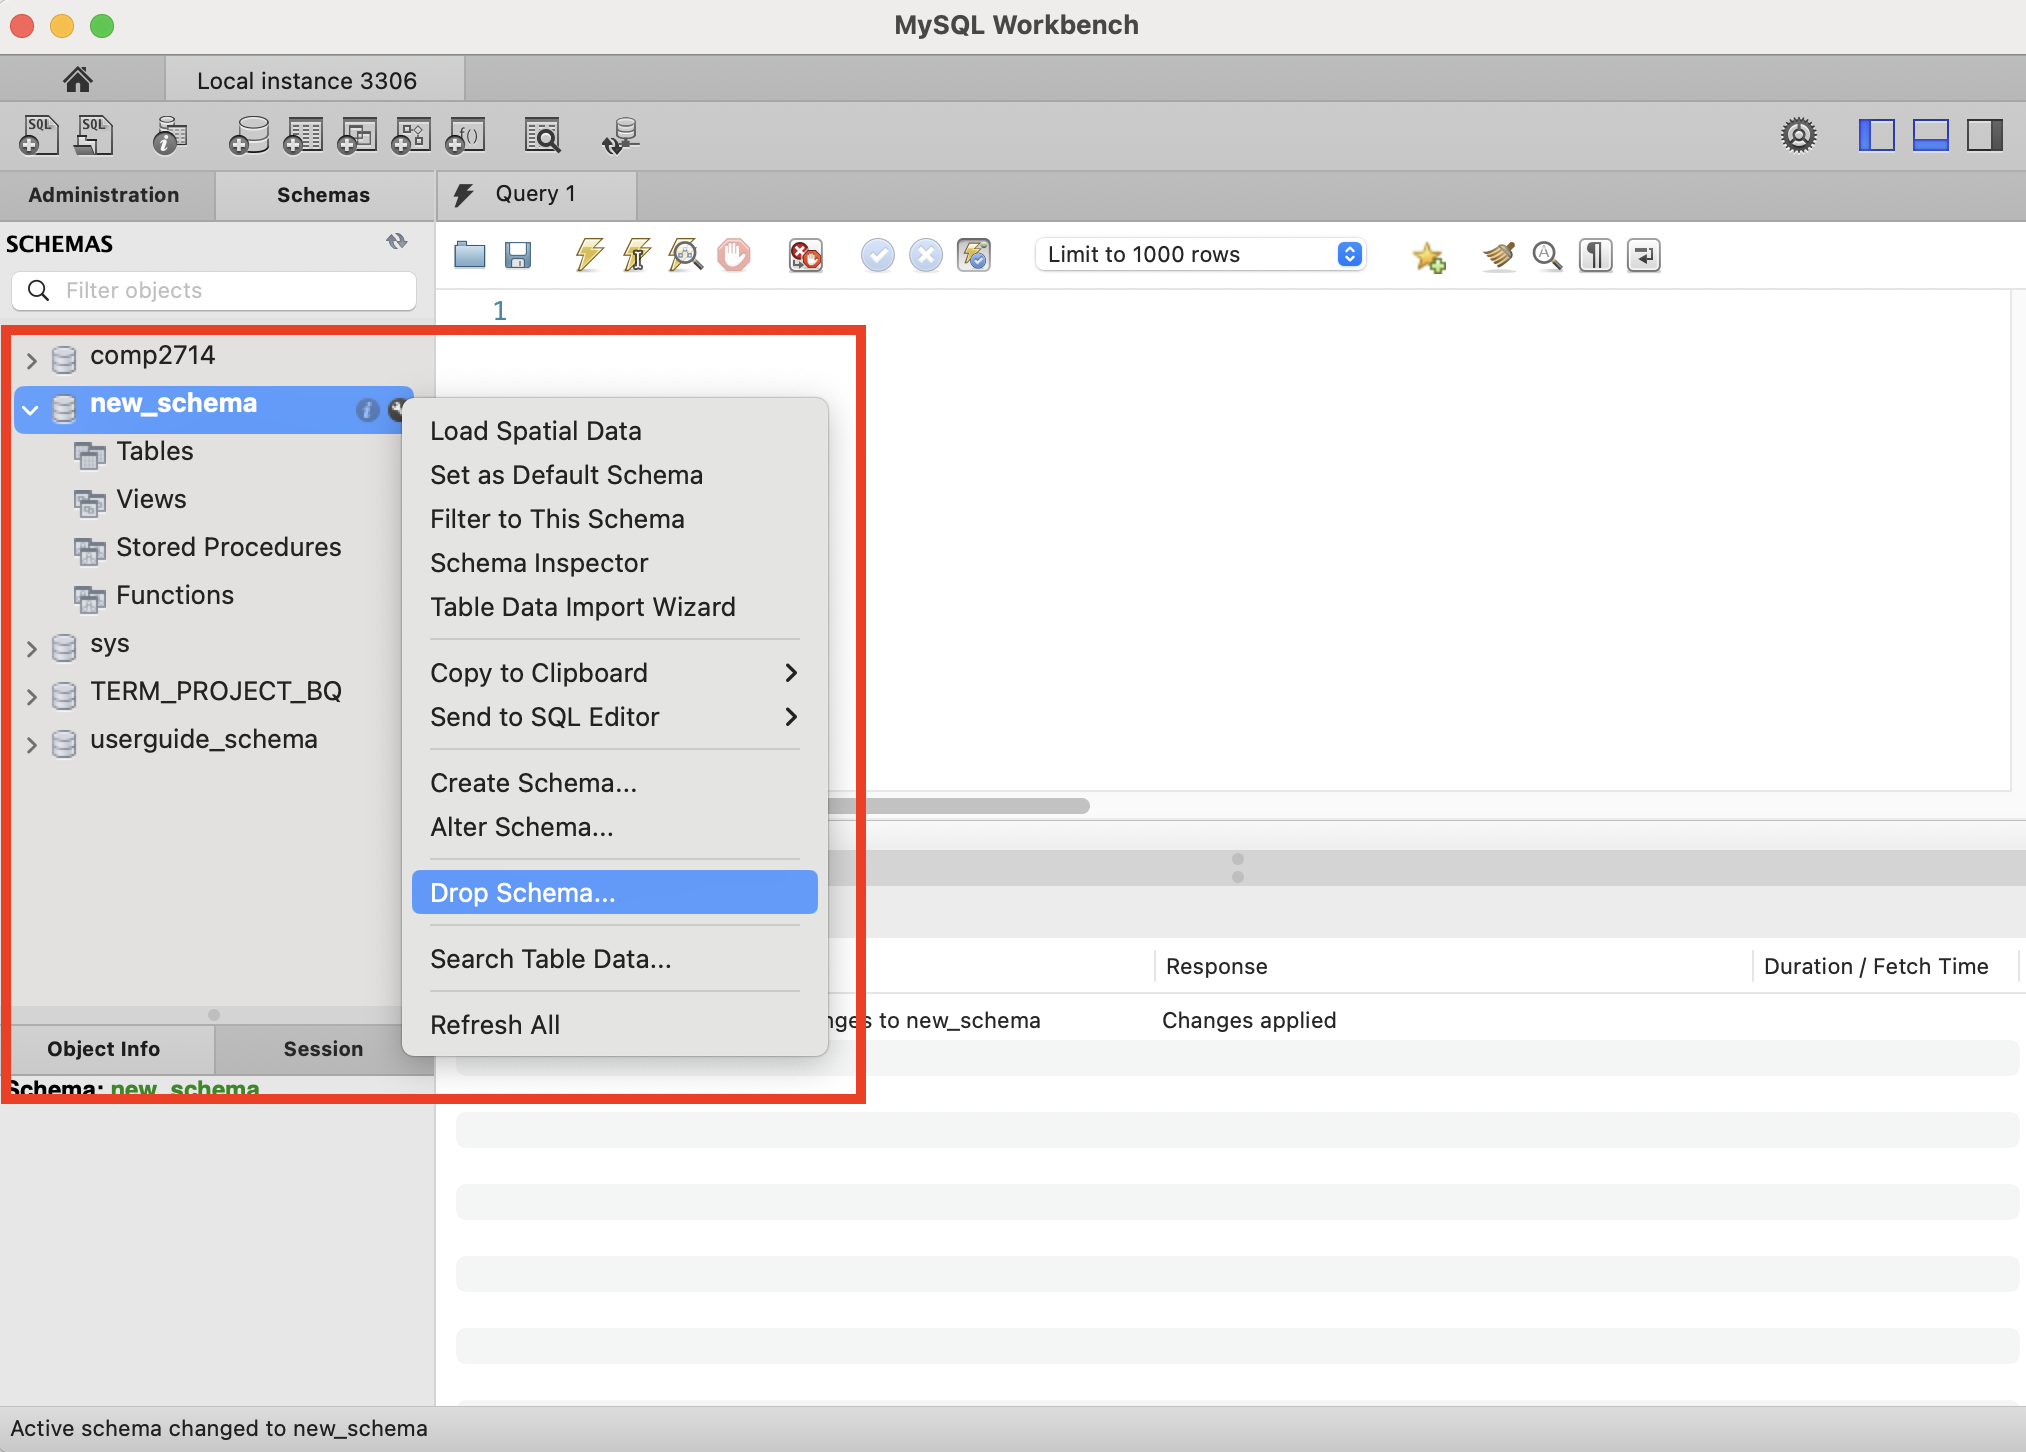 MySQL Workbench
Local instance 3306
SQL SQL
Administration Schemas Query 1
SCHEMAS
Limit to 1000 rows
Filter objects
1
comp2714
new_schema
Tables
Views
Stored Procedures
Functions
sys
TERM_PROJECT_BQ
userguide_schema
Load Spatial Data
Set as Default Schema
Filter to This Schema
Schema Inspector
Table Data Import Wizard
Copy to Clipboard
Send to SQL Editor
Create Schema...
Alter Schema...
Drop Schema...
Search Table Data...
Refresh All
Response Duration / Fetch Time
to new_schema Changes applied
Object Info Session
Schema: new_schema
Active schema changed to new_schema